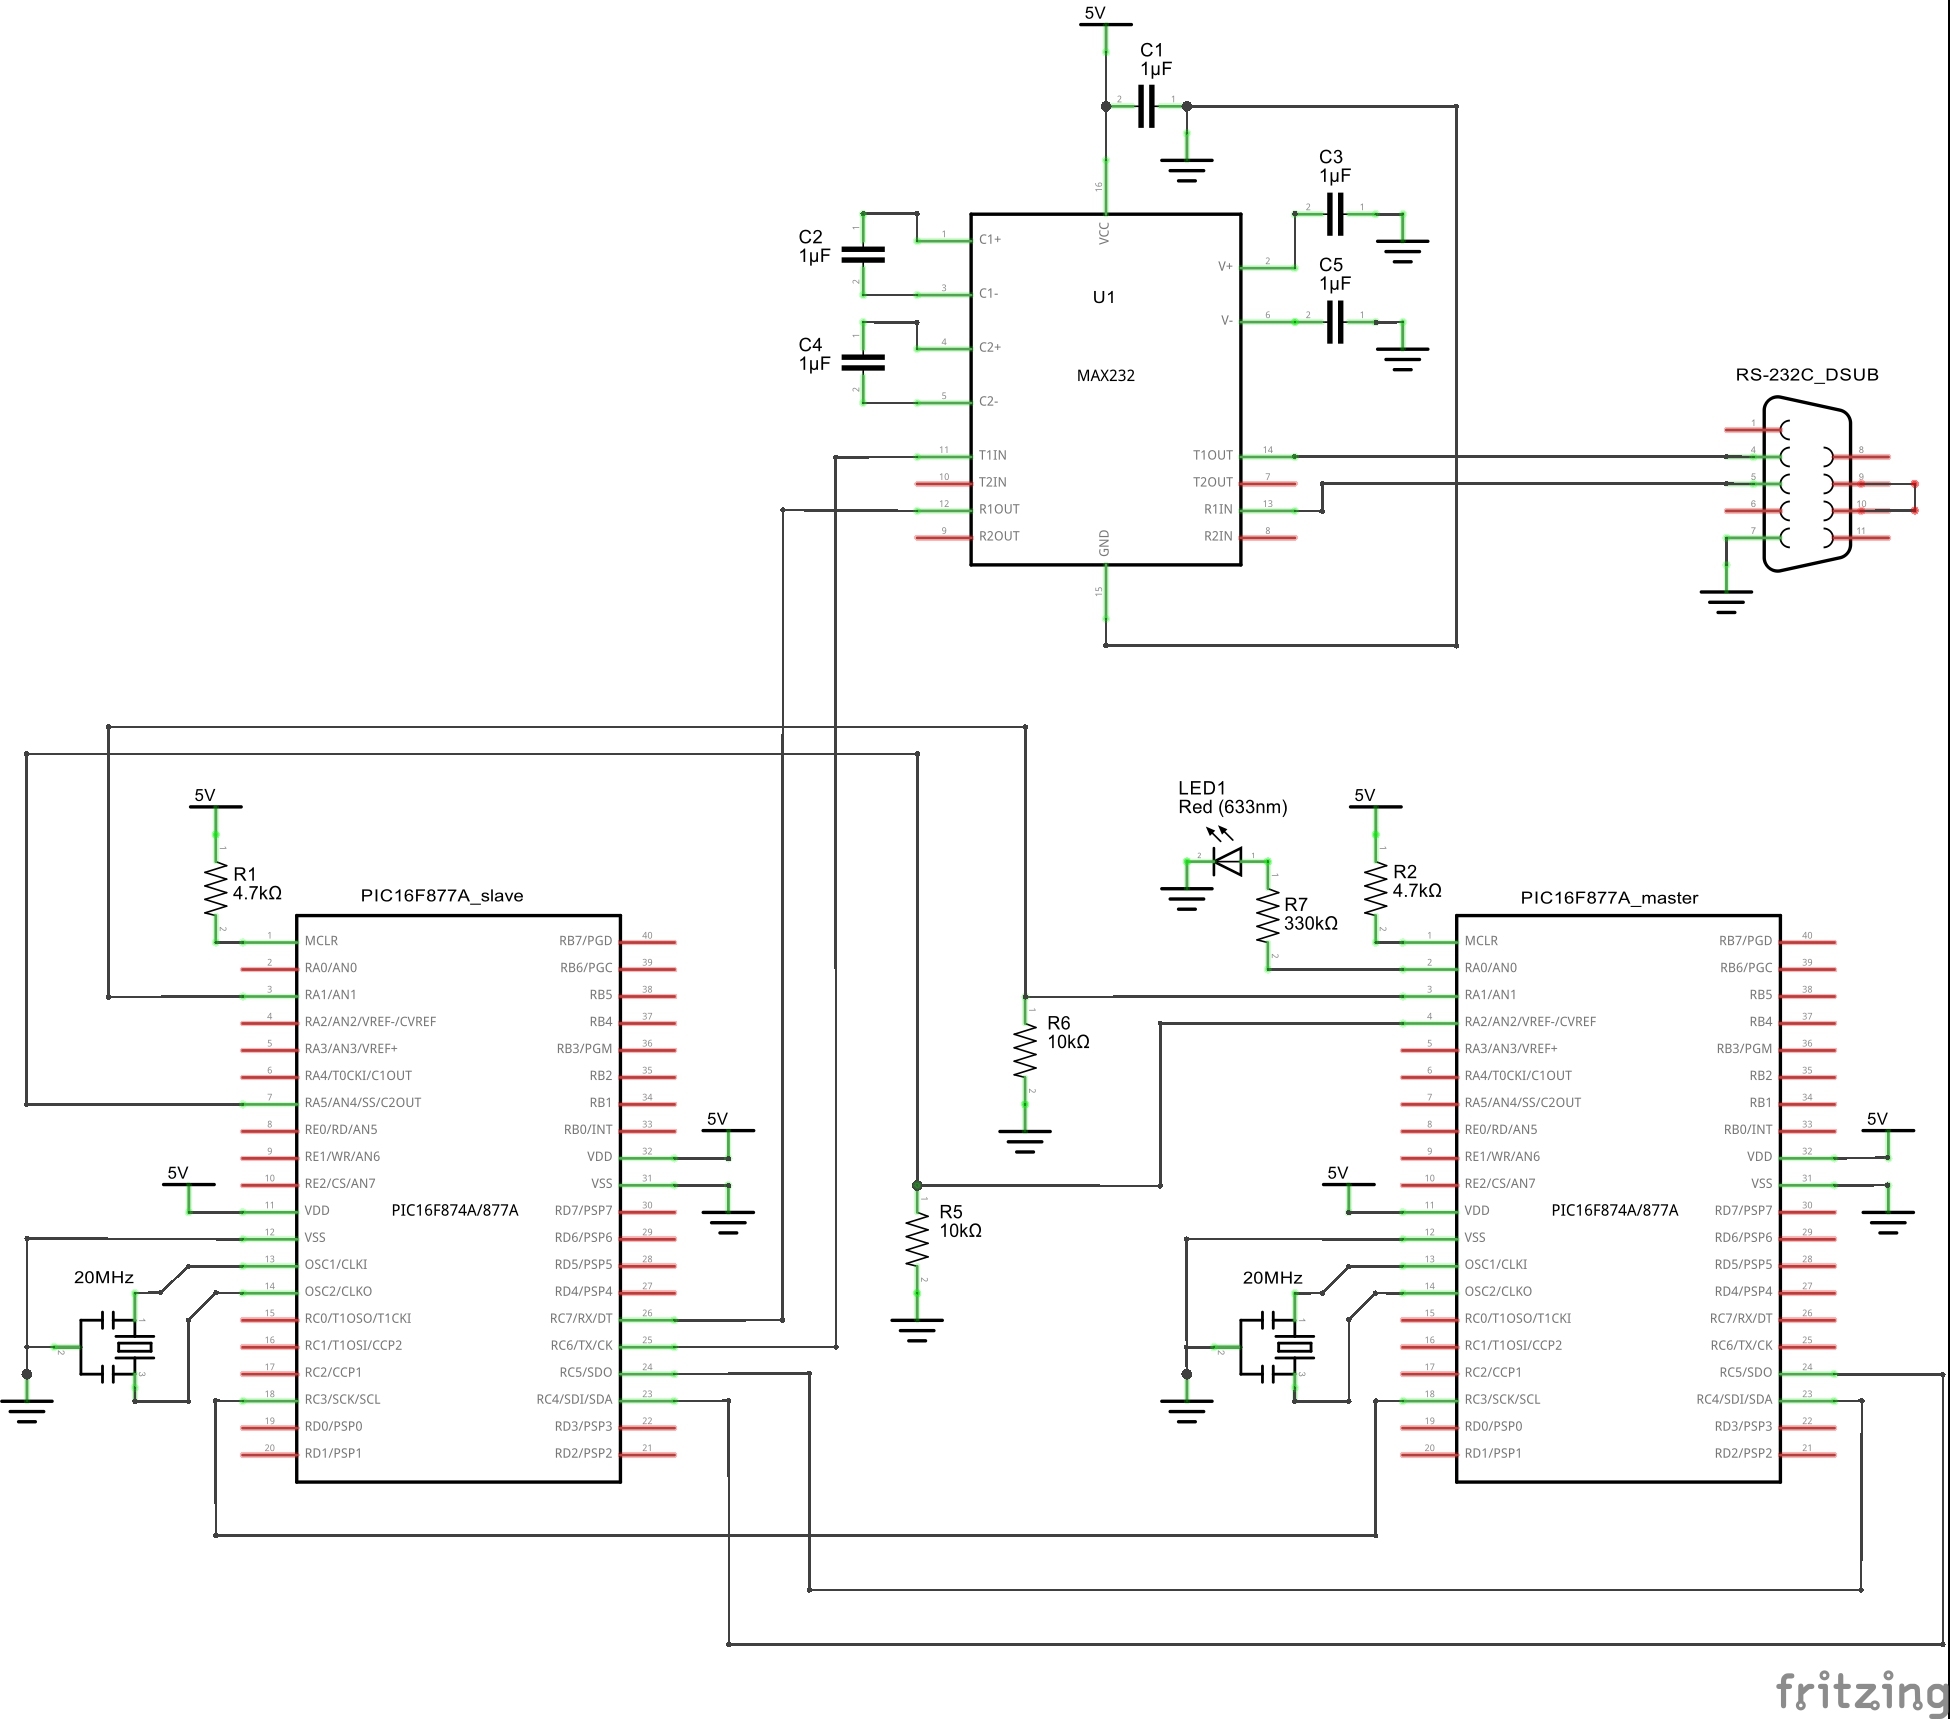 5V
C1
1µF
2
1
C3
1µF
2
1
16
VCC
C2
1µF
1
2
1
C1+
3
C1-
V+
2
C5
1µF
2
1
U1
V-
6
C4
1µF
1
2
4
C2+
5
C2-
MAX232
RS-232C_DSUB
11
T1IN
10
T2IN
12
R1OUT
9
R2OUT
T1OUT
14
T2OUT
7
R1IN
13
R2IN
8
GND
15
1
4
5
6
7
8
9
10
11
5V
1
R1
4.7kΩ
2
PIC16F877A_slave
1
MCLR
2
RA0/AN0
3
RA1/AN1
4
RA2/AN2/VREF-/CVREF
5
RA3/AN3/VREF+
6
RA4/T0CKI/C1OUT
7
RA5/AN4/SS/C2OUT
8
RE0/RD/AN5
9
RE1/WR/AN6
10
RE2/CS/AN7
5V
11
VDD
12
VSS
13
OSC1/CLKI
14
OSC2/CLKO
15
RC0/T1OSO/T1CKI
16
RC1/T1OSI/CCP2
17
RC2/CCP1
18
RC3/SCK/SCL
19
RD0/PSP0
20
RD1/PSP1
PIC16F874A/877A
RB7/PGD
40
RB6/PGC
39
RB5
38
RB4
37
RB3/PGM
36
RB2
35
RB1
34
RB0/INT
33
5V
VDD
32
VSS
31
RD7/PSP7
30
RD6/PSP6
29
RD5/PSP5
28
RD4/PSP4
27
RC7/RX/DT
26
RC6/TX/CK
25
RC5/SDO
24
RC4/SDI/SDA
23
RD3/PSP3
22
RD2/PSP2
21
20MHz
1
2
3
R6
10kΩ
1
2
R5
10kΩ
1
2
LED1
Red (633nm)
2
1
1
R7
330kΩ
2
5V
1
R2
4.7kΩ
2
PIC16F877A_master
1
MCLR
2
RA0/AN0
3
RA1/AN1
4
RA2/AN2/VREF-/CVREF
5
RA3/AN3/VREF+
6
RA4/T0CKI/C1OUT
7
RA5/AN4/SS/C2OUT
8
RE0/RD/AN5
9
RE1/WR/AN6
10
RE2/CS/AN7
5V
11
VDD
12
VSS
13
OSC1/CLKI
14
OSC2/CLKO
15
RC0/T1OSO/T1CKI
16
RC1/T1OSI/CCP2
17
RC2/CCP1
18
RC3/SCK/SCL
19
RD0/PSP0
20
RD1/PSP1
PIC16F874A/877A
RB7/PGD
40
RB6/PGC
39
RB5
38
RB4
37
RB3/PGM
36
RB2
35
RB1
34
RB0/INT
33
5V
VDD
32
VSS
31
RD7/PSP7
30
RD6/PSP6
29
RD5/PSP5
28
RD4/PSP4
27
RC7/RX/DT
26
RC6/TX/CK
25
RC5/SDO
24
RC4/SDI/SDA
23
RD3/PSP3
22
RD2/PSP2
21
20MHz
1
2
3
fritzing